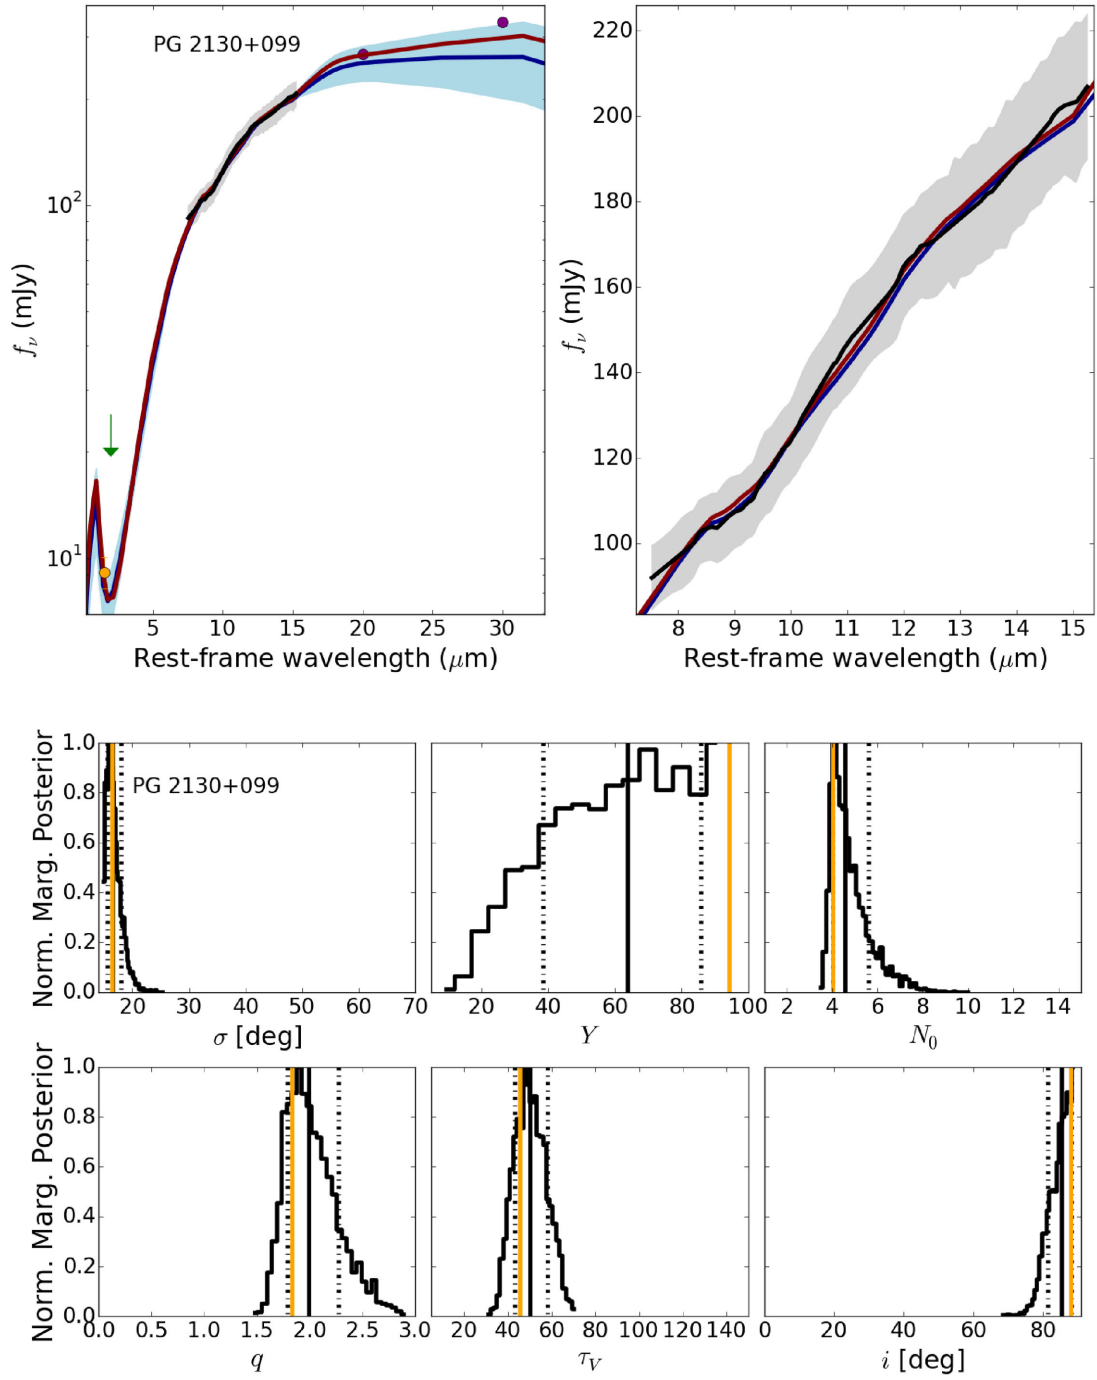 PG 2130+099
10²
10¹
f_ν (mJy)
5 10 15 20 25 30
Rest-frame wavelength (μm)
220
200
180
160
140
120
100
f_ν (mJy)
8 9 10 11 12 13 14 15
Rest-frame wavelength (μm)
Norm. Marg. Posterior
1.0
0.8
0.6
0.4
0.2
0.0
PG 2130+099
20 30 40 50 60 70
σ [deg]
20 40 60 80 100
Y
2 4 6 8 10 12 14
N₀
Norm. Marg. Posterior
1.0
0.8
0.6
0.4
0.2
0.0
0.0 0.5 1.0 1.5 2.0 2.5 3.0
q
20 40 60 80 100 120 140
τ_V
0 20 40 60 80
i [deg]